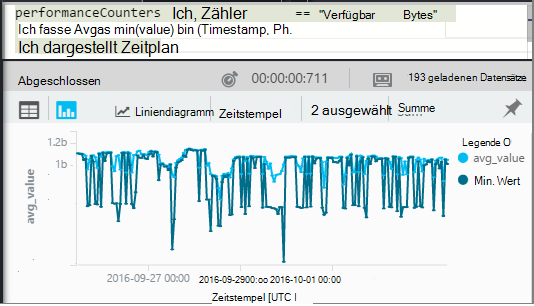 performanceCounters Ich, Zähler == "Verfügbar Bytes"
Ich fasse Avgas min(value) bin (Timestamp, Ph.
Ich dargestellt Zeitplan
Abgeschlossen 00:00:00:711 193 geladenen Datensätze
Liniendiagramm Zeitstempel 2 ausgewählt Summe
Legende O
avg_value
Min. Wert
1.2b
1b
avg_value
2016-09-27 00:00 2016-09-2900:oo 2016-10-01 00:00
Zeitstempel [UTC I